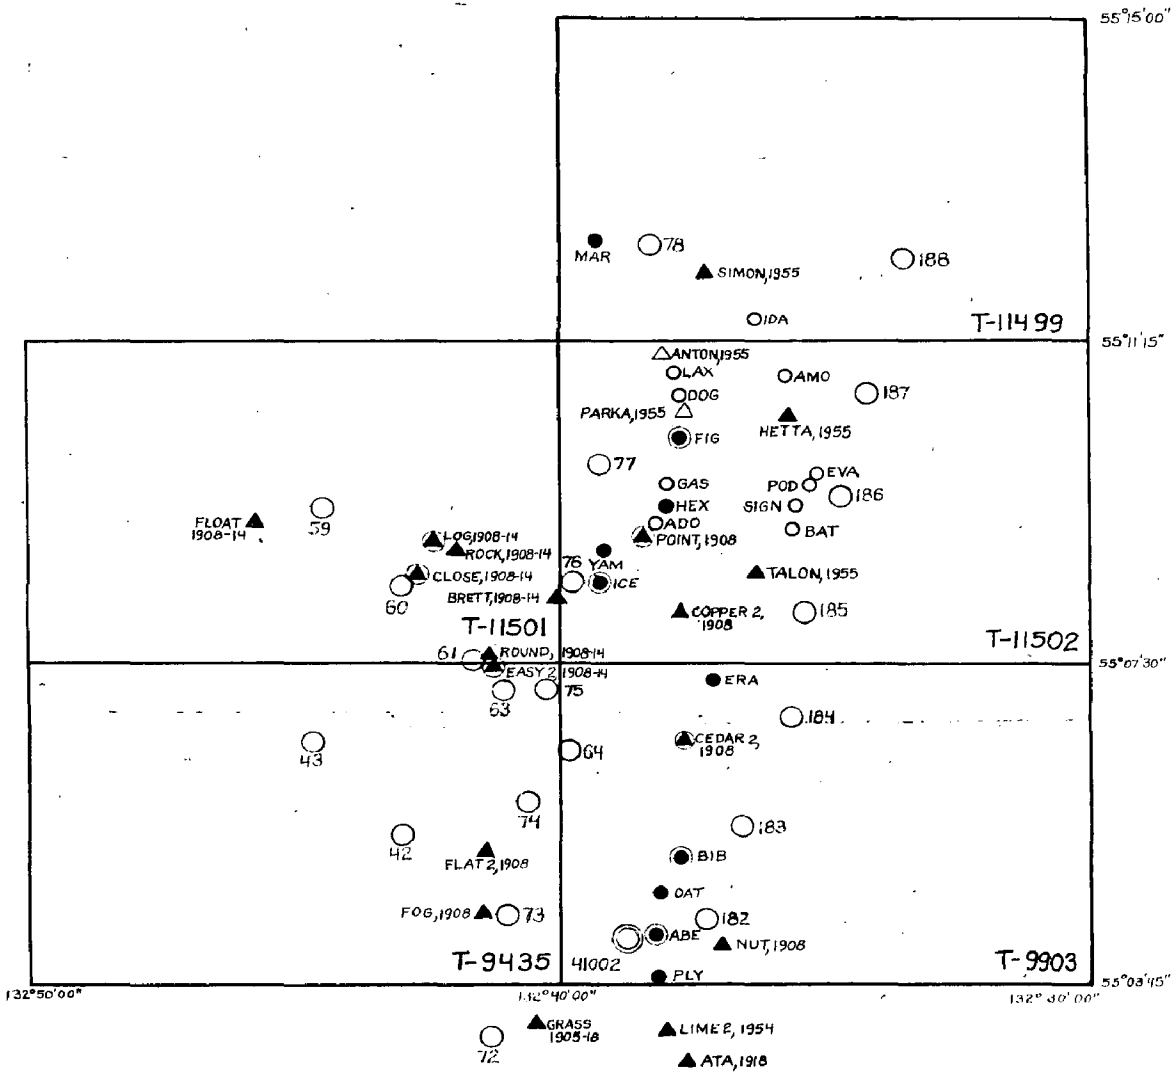 55°15'00"
MAR
78
188
SIMON,1955
IDA
T-11499
55°11'15"
ANTON,1955
LAX
AMO
DOG
187
PARKA,1955
HETTA,1955
FIG
77
EVA
GAS
POD
186
HEX
SIGN
FLOAT
1908-14
59
ADO
BAT
LOG,1908-14
POINT,1908
ROCK,1908-14
YAM
76
CLOSE,1908-14
ICE
TALON,1955
60
BRETT,1908-14
COPPER 2,
1908
185
T-11501
T-11502
61
ROUND, 1908-14
55°07'30"
EASY 2, 1908-14
ERA
63
75
184
43
CEDAR 2,
1908
64
74
183
42
FLAT 2,1908
BIB
OAT
FOG,1908
73
182
ABE
NUT,1908
T-9435
41002
T-9903
PLY
55°03'45"
132°50'00"
132°40'00"
132°30'00"
GRASS
1905-18
LIME 2, 1954
72
ATA,1918